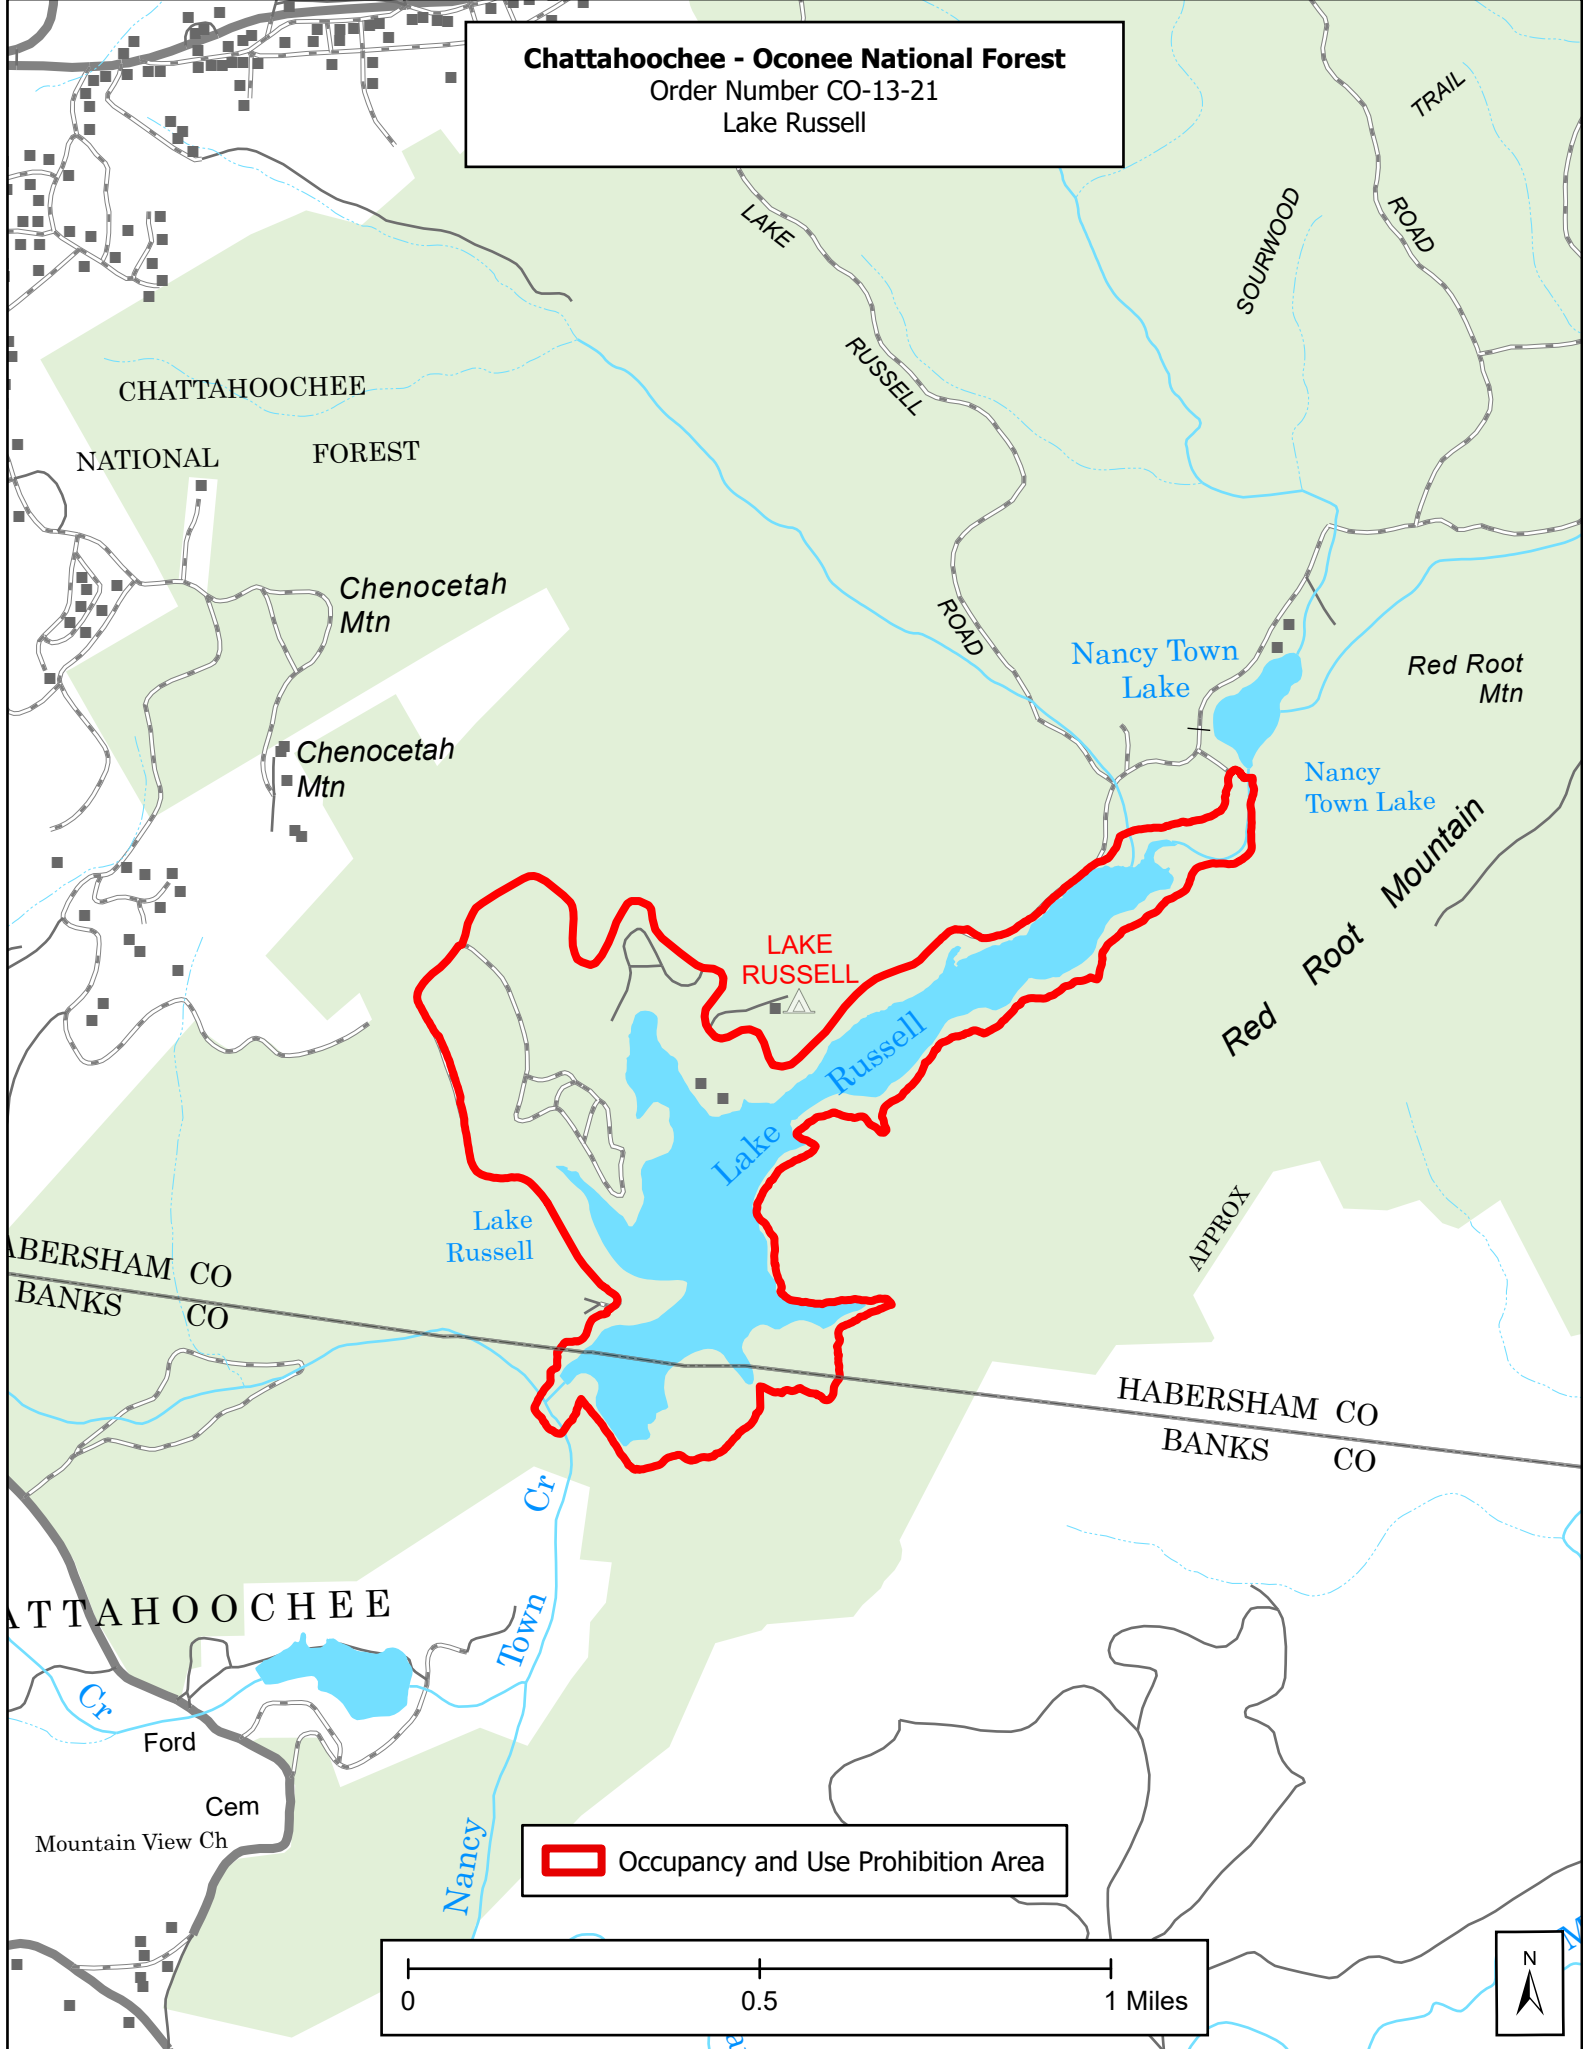 Chattahoochee - Oconee National Forest
Order Number CO-13-21
Lake Russell
TRAIL
LAKE
ROAD
SOURWOOD
RUSSELL
CHATTAHOOCHEE
NATIONAL FOREST
Chenocetah
Mtn
ROAD
Nancy Town
Lake
Red Root
Mtn
Chenocetah
Mtn
Nancy
Town Lake
Red Root Mountain
LAKE
RUSSELL
Lake Russell
Lake
Russell
APPROX
ABERSHAM CO
BANKS CO
HABERSHAM CO
BANKS CO
Cr
ATTAHOOCHEE
Town
Cr
Ford
Cem
Mountain View Ch
Nancy
Occupancy and Use Prohibition Area
0 0.5 1 Miles
N